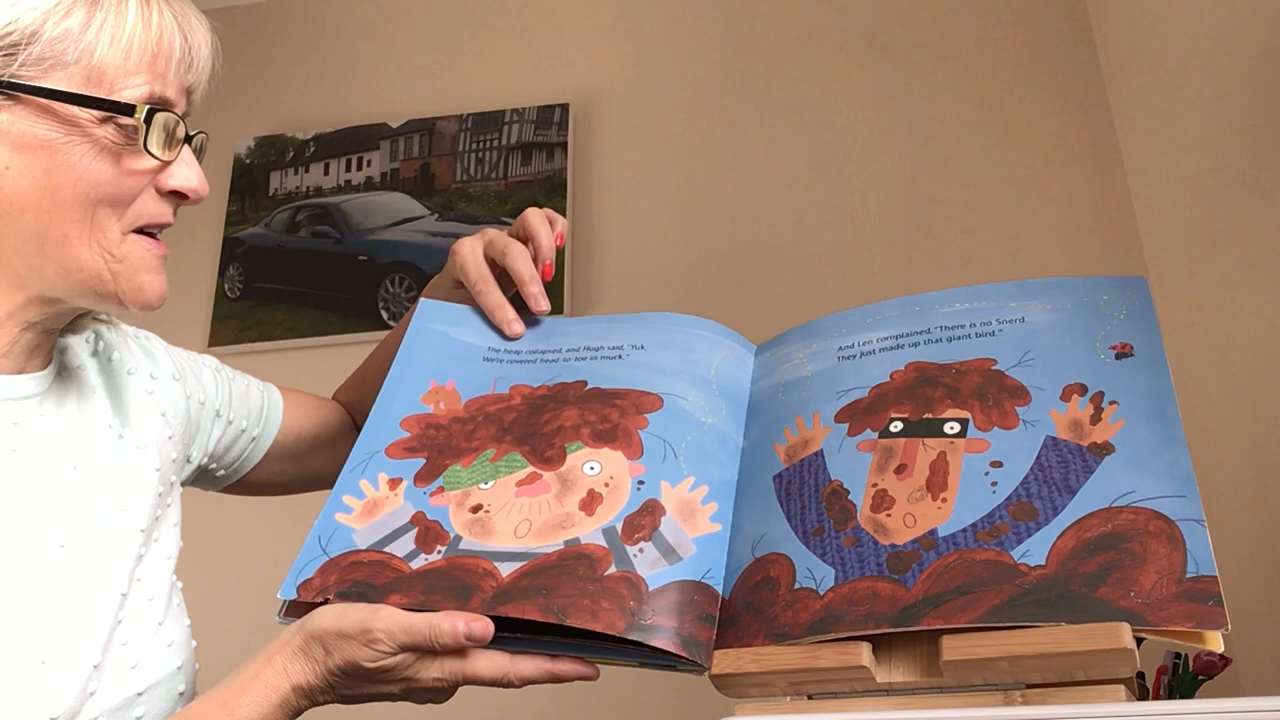 The heap collapsed, and Hugh said, "Yuk,
We're covered head-to-toe in muck."
And Len complained, "There is no Snerd.
They just made up that giant bird."